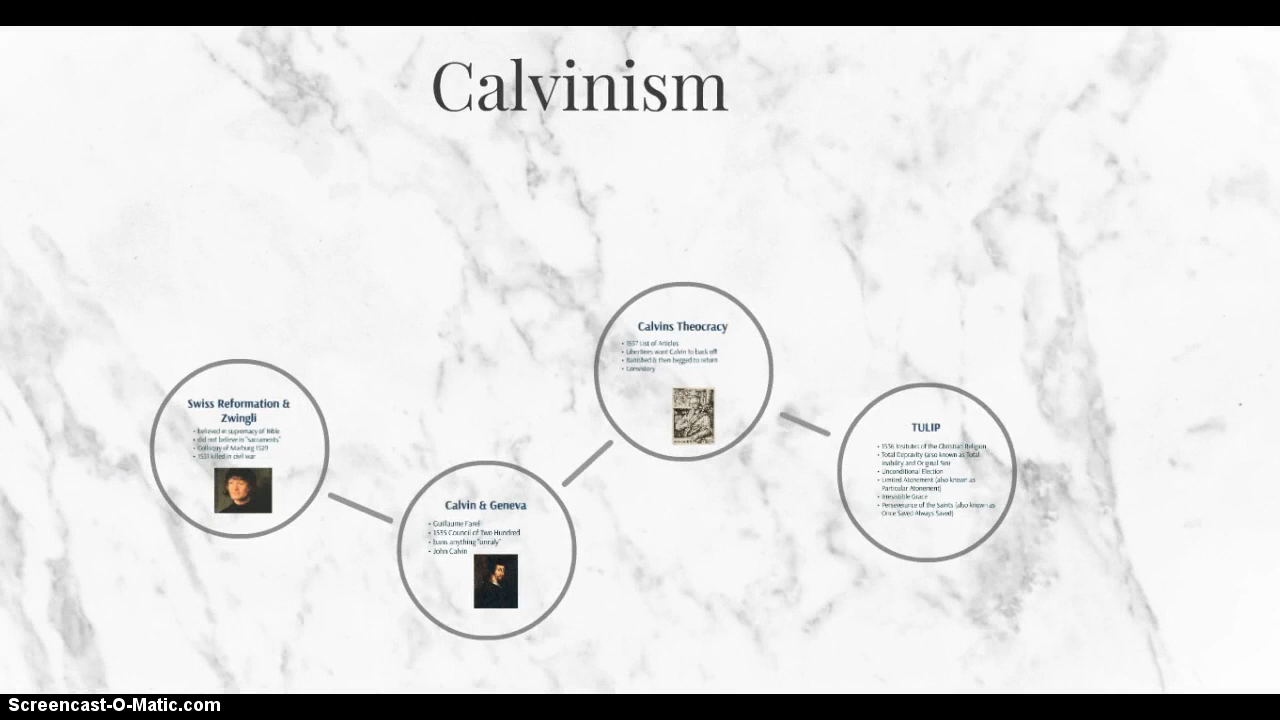 Calvinism
Swiss Reformation &
Zwingli
• believed in supremacy of Bible
• did not believe in "sacraments"
• Colloquy of Marburg 1529
• 1531 killed in civil war
Calvin & Geneva
• Guillaume Farel
• 1535 Council of Two Hundred
• bans anything "unruly"
• John Calvin
Calvins Theocracy
• 1537 List of Articles
• Libertines want Calvin to back off
• Banished & then begged to return
• Consistory
TULIP
• 1536 Institutes of the Christian Religion
• Total Depravity (also known as Total
Inability and Original Sin)
• Unconditional Election
• Limited Atonement (also known as
Particular Atonement)
• Irresistible Grace
• Perseverance of the Saints (also known as
Once Saved Always Saved)
Screencast-O-Matic.com